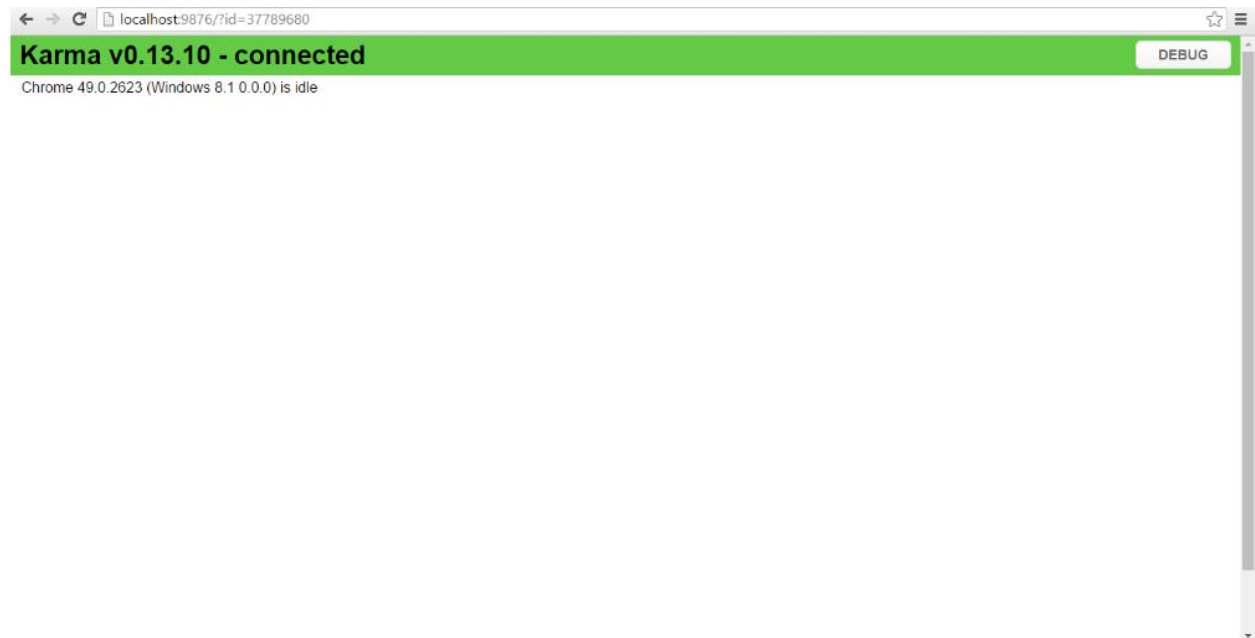 localhost:9876/?id=37789680
Karma v0.13.10 - connected
DEBUG
Chrome 49.0.2623 (Windows 8.1 0.0.0) is idle